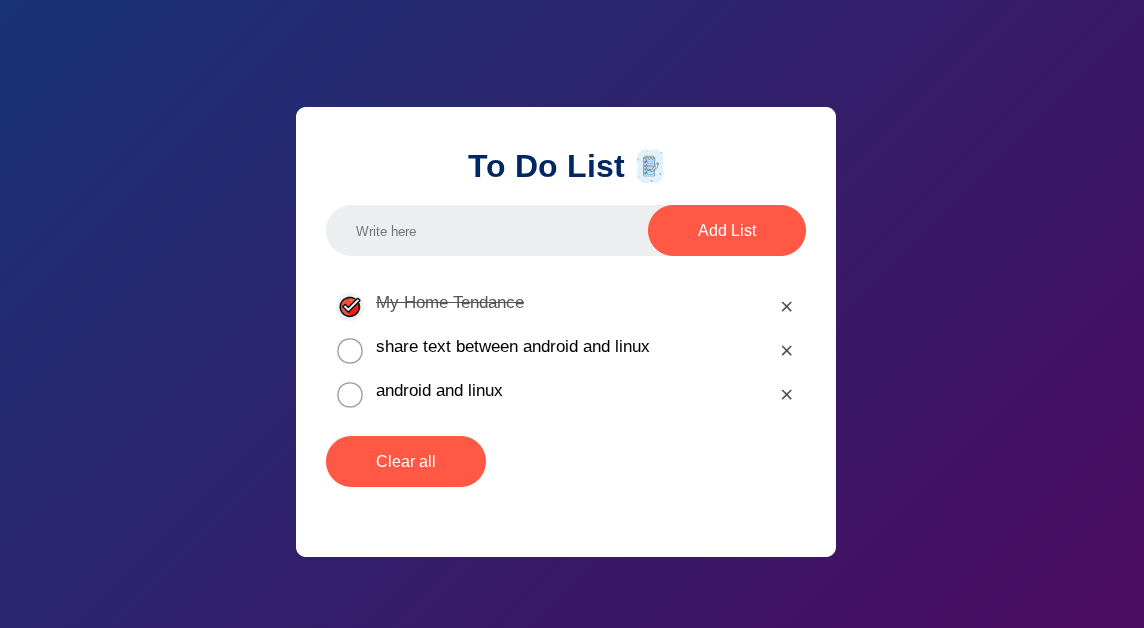 To Do List
Write here
Add List
My Home Tendance
×
share text between android and linux
×
android and linux
×
Clear all